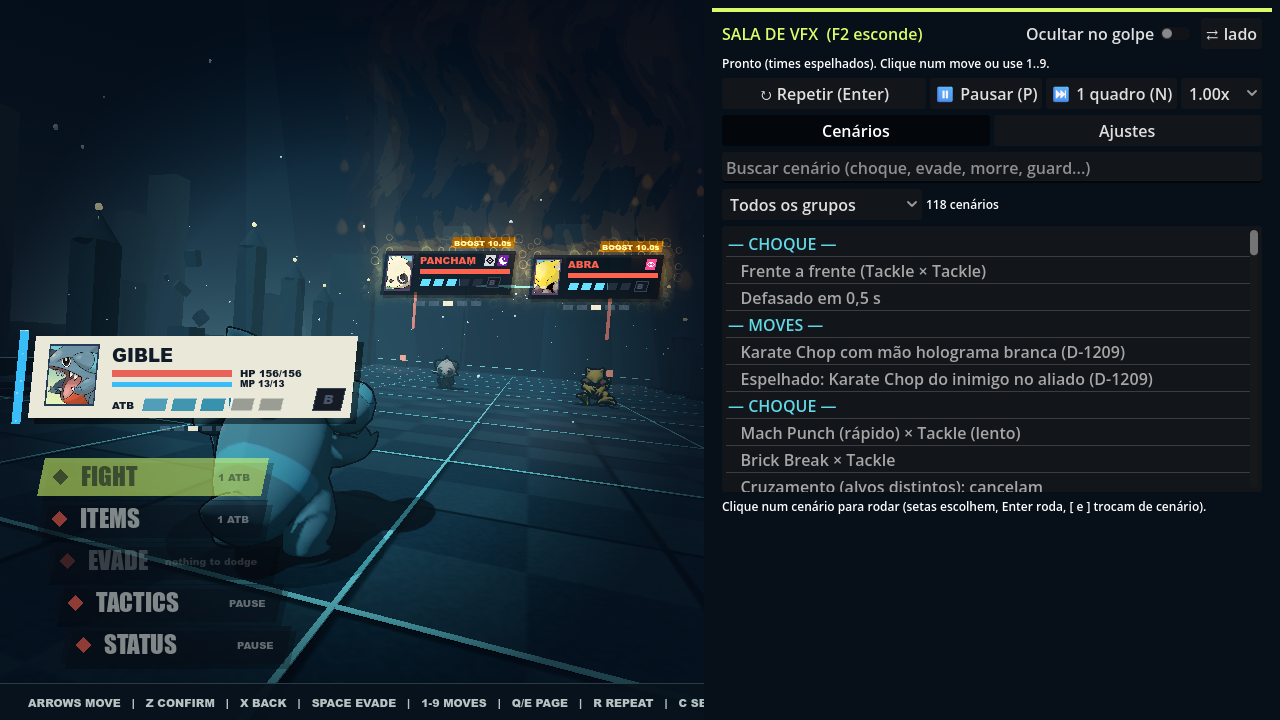 SALA DE VFX (F2 esconde)
Ocultar no golpe
⇄ lado
Pronto (times espelhados). Clique num move ou use 1..9.
↻ Repetir (Enter)
⏸ Pausar (P)
⏭ 1 quadro (N)
1.00x
Cenários
Ajustes
Buscar cenário (choque, evade, morre, guard...)
Todos os grupos
118 cenários
— CHOQUE —
Frente a frente (Tackle × Tackle)
Defasado em 0,5 s
— MOVES —
Karate Chop com mão holograma branca (D-1209)
Espelhado: Karate Chop do inimigo no aliado (D-1209)
— CHOQUE —
Mach Punch (rápido) × Tackle (lento)
Brick Break × Tackle
Cruzamento (alvos distintos): cancelam
Clique num cenário para rodar (setas escolhem, Enter roda, [ e ] trocam de cenário).
BOOST 10.0s
PANCHAM
B
BOOST 10.0s
ABRA
B
GIBLE
HP 156/156
MP 13/13
ATB
B
FIGHT
1 ATB
ITEMS
1 ATB
EVADE
nothing to dodge
TACTICS
PAUSE
STATUS
PAUSE
ARROWS MOVE | Z CONFIRM | X BACK | SPACE EVADE | 1-9 MOVES | Q/E PAGE | R REPEAT | C SE